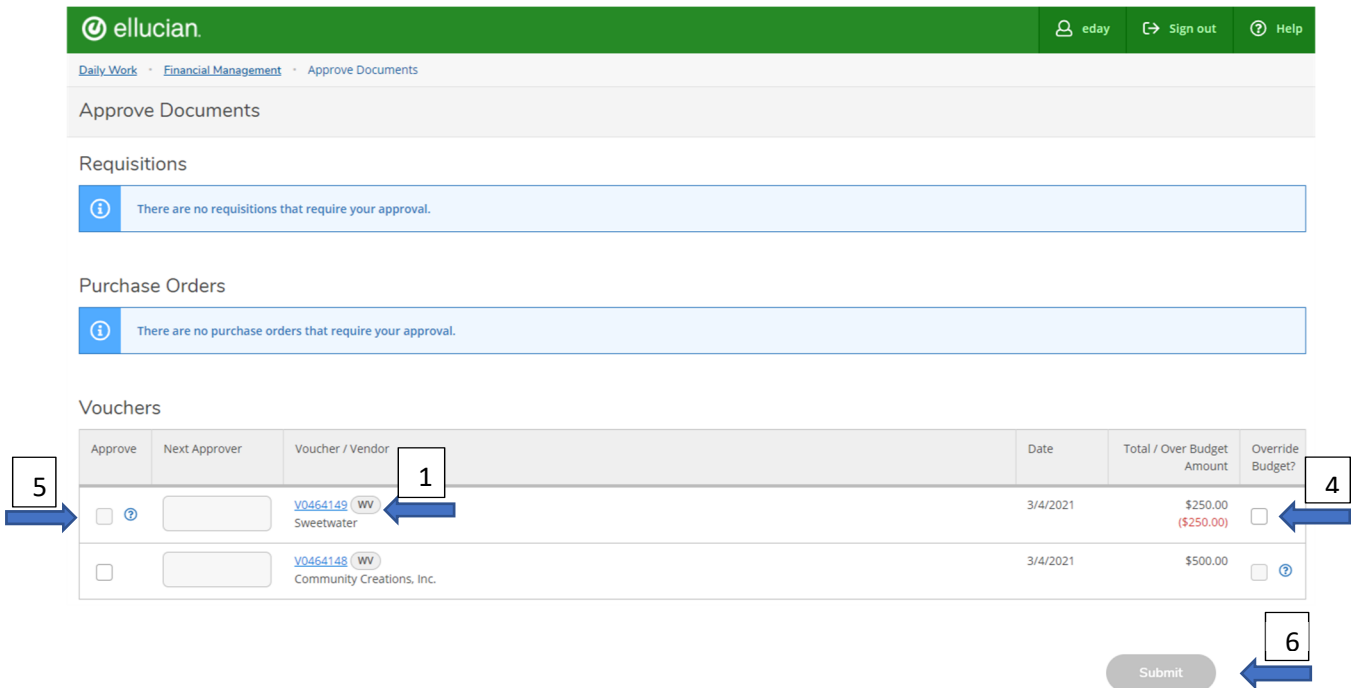 ellucian.
eday Sign out Help
Daily Work · Financial Management · Approve Documents
Approve Documents
Requisitions
There are no requisitions that require your approval.
Purchase Orders
There are no purchase orders that require your approval.
Vouchers
Approve Next Approver Voucher / Vendor Date Total / Over Budget Override
Amount Budget?
1
5
4
V0464149 WV 3/4/2021 $250.00
Sweetwater ($250.00)
V0464148 WV 3/4/2021 $500.00
Community Creations, Inc.
6
Submit